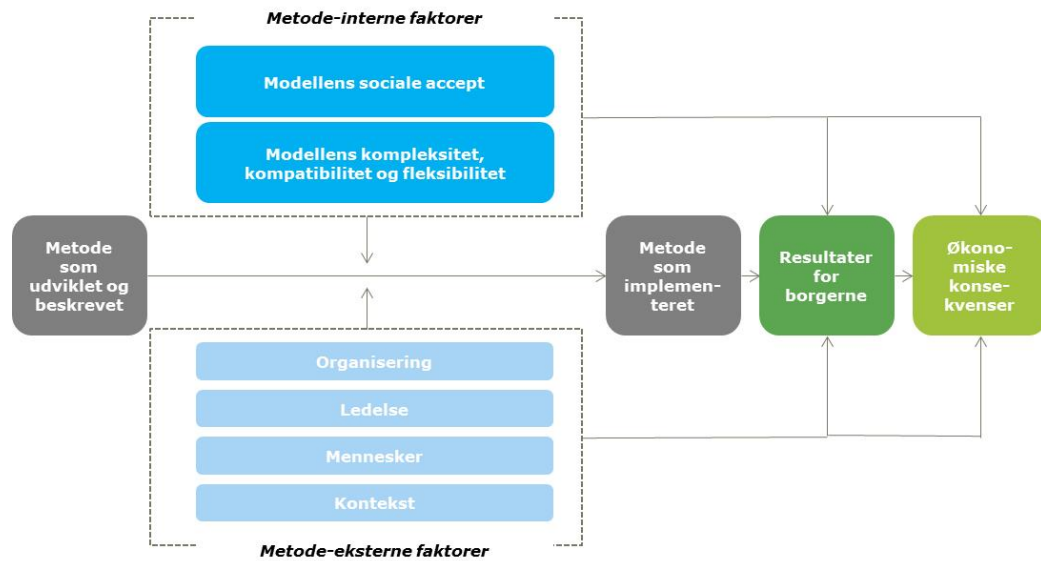 Metode-interne faktorer
Modellens sociale accept
Modellens kompleksitet,
kompatibilitet og fleksibilitet
Metode
som
udviklet og
beskrevet
Metode
som
implemen-
teret
Resultater
for
borgerne
Økono-
miske
konse-
kvenser
Organisering
Ledelse
Mennesker
Kontekst
Metode-eksterne faktorer